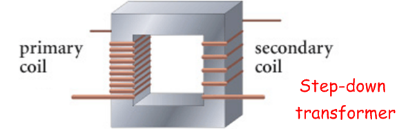 primary
coil
secondary
coil
Step-down
transformer